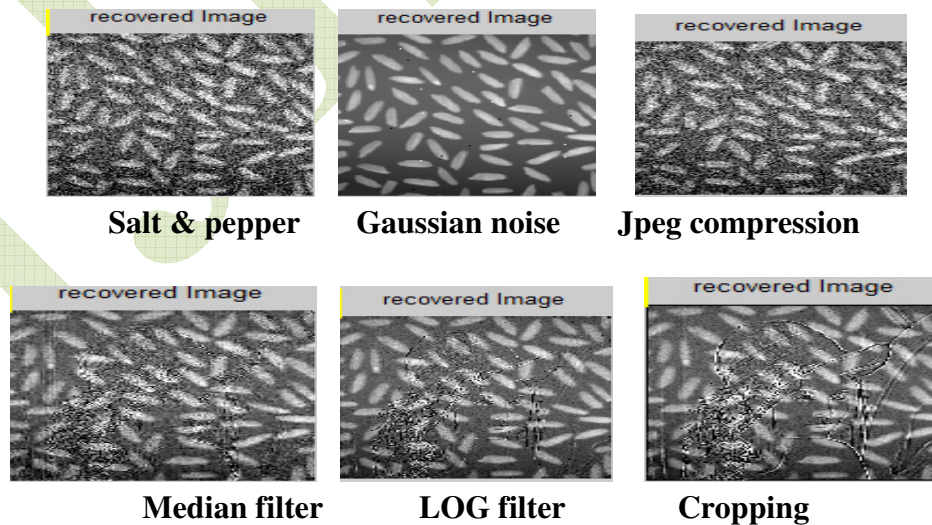 recovered Image recovered Image recovered Image
Salt & pepper Gaussian noise Jpeg compression
recovered Image recovered Image recovered Image
Median filter LOG filter Cropping